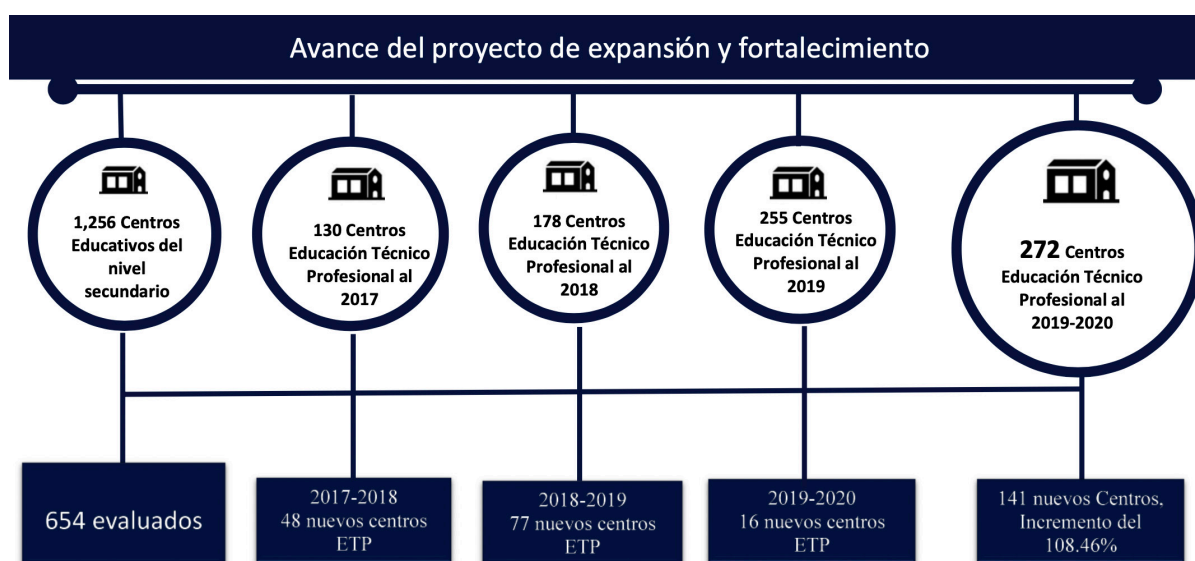 Avance del proyecto de expansión y fortalecimiento
1,256 Centros
Educativos del
nivel
secundario
130 Centros
Educación Técnico
Profesional al
2017
178 Centros
Educación Técnico
Profesional al
2018
255 Centros
Educación Técnico
Profesional al
2019
272 Centros
Educación Técnico
Profesional al
2019-2020
654 evaluados
2017-2018
48 nuevos centros
ETP
2018-2019
77 nuevos centros
ETP
2019-2020
16 nuevos centros
ETP
141 nuevos Centros,
Incremento del
108.46%